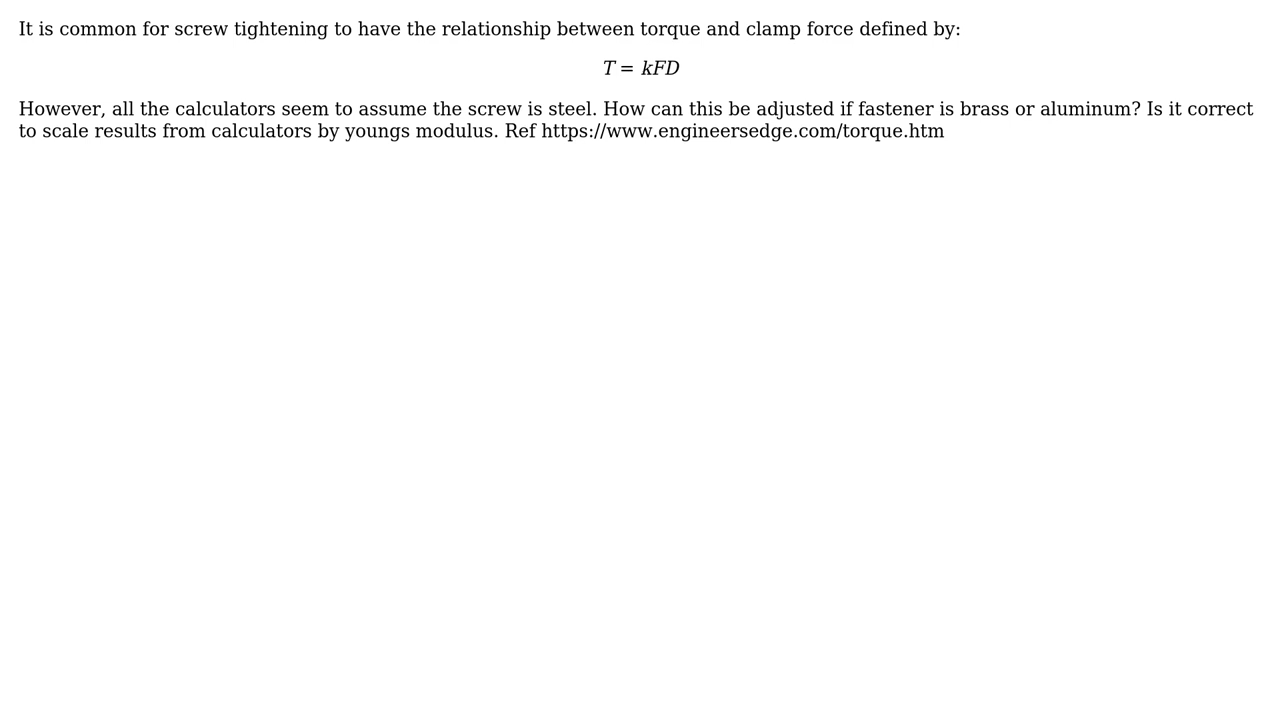 It is common for screw tightening to have the relationship between torque and clamp force defined by:
T = kFD
However, all the calculators seem to assume the screw is steel. How can this be adjusted if fastener is brass or aluminum? Is it correct
to scale results from calculators by youngs modulus. Ref https://www.engineersedge.com/torque.htm